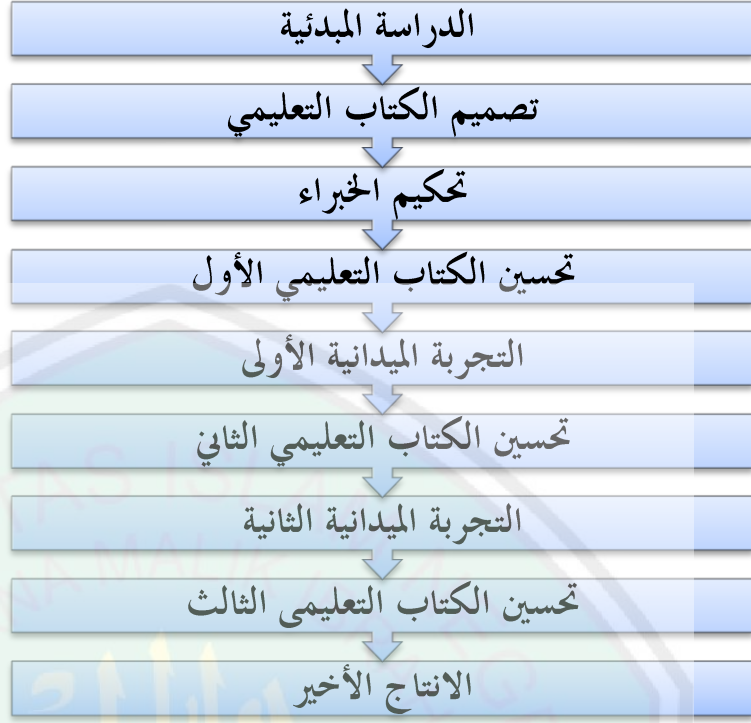 الدراسة المبدئية
تصميم الكتاب التعليمي
تحكيم الخبراء
تحسين الكتاب التعليمي الأول
التجربة الميدانية الأولى
تحسين الكتاب التعليمي الثاني
التجربة الميدانية الثانية
تحسين الكتاب التعليمى الثالث
الانتاج الأخير